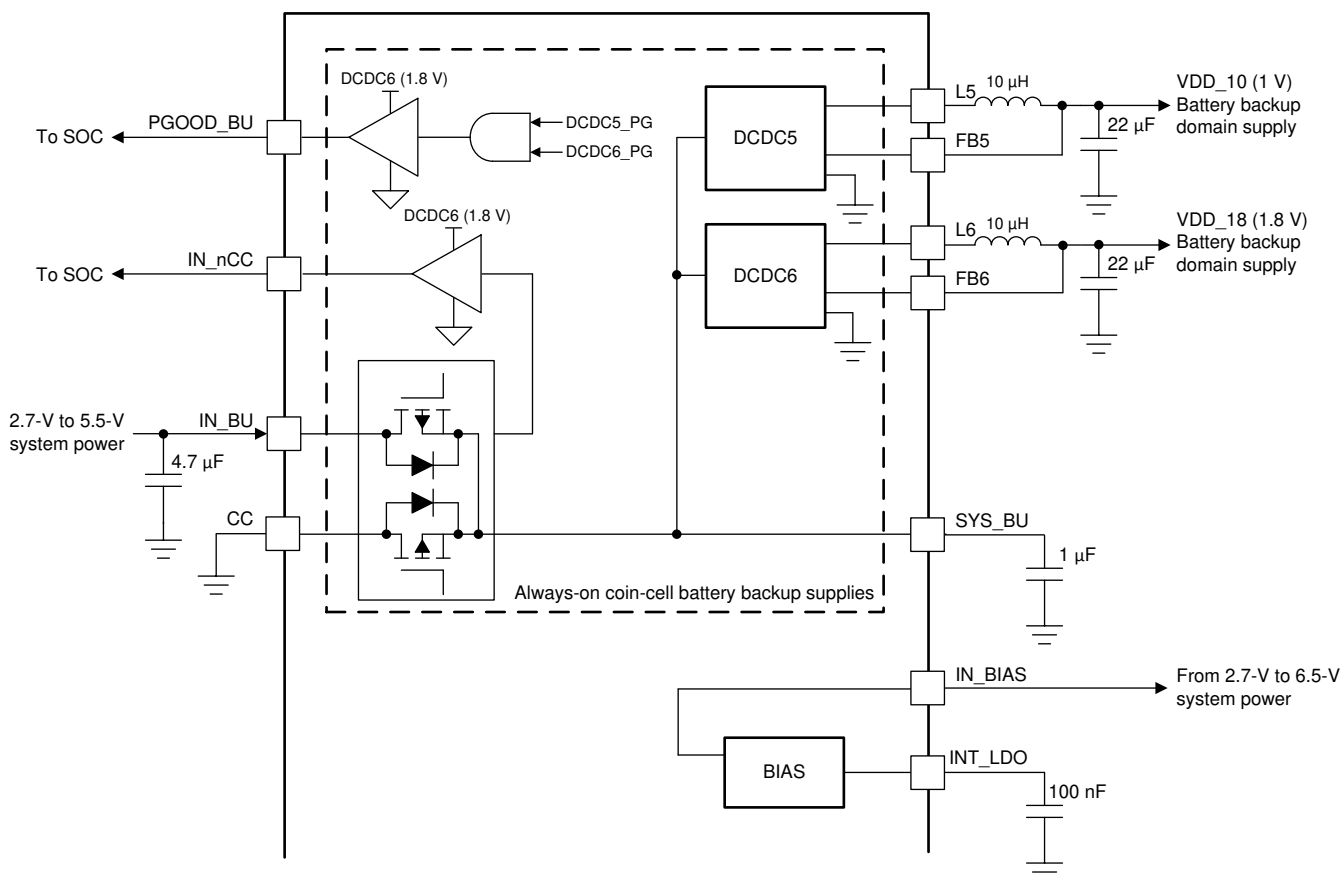 DCDC6 (1.8 V)
PGOOD_BU
To SOC
DCDC5_PG
DCDC6_PG
DCDC6 (1.8 V)
IN_nCC
To SOC
2.7-V to 5.5-V
system power
IN_BU
4.7 µF
CC
DCDC5
L5
10 µH
FB5
22 µF
VDD_10 (1 V)
Battery backup
domain supply
DCDC6
L6
10 µH
FB6
22 µF
VDD_18 (1.8 V)
Battery backup
domain supply
SYS_BU
1 µF
Always-on coin-cell battery backup supplies
IN_BIAS
From 2.7-V to 6.5-V
system power
BIAS
INT_LDO
100 nF